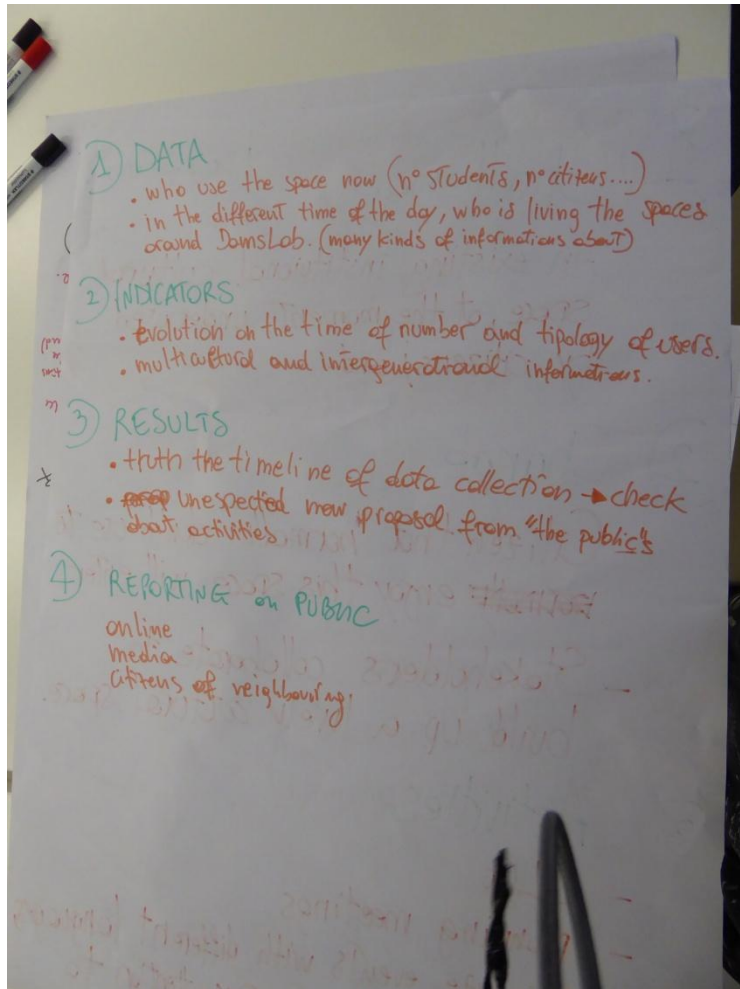 1 DATA
• who use the space now (n° students, n° citizens....)
• in the different time of the day, who is living the spaces
around DamsLab. (many kinds of informations about)
2 INDICATORS
• evolution on the time of number and tipology of users.
• multicultural and intergenerational informations.
3 RESULTS
• truth the timeline of data collection → check
• unespected new proposal from "the public"s
about activities
4 REPORTING on PUBLIC
online
media
citizens of neighbouring.